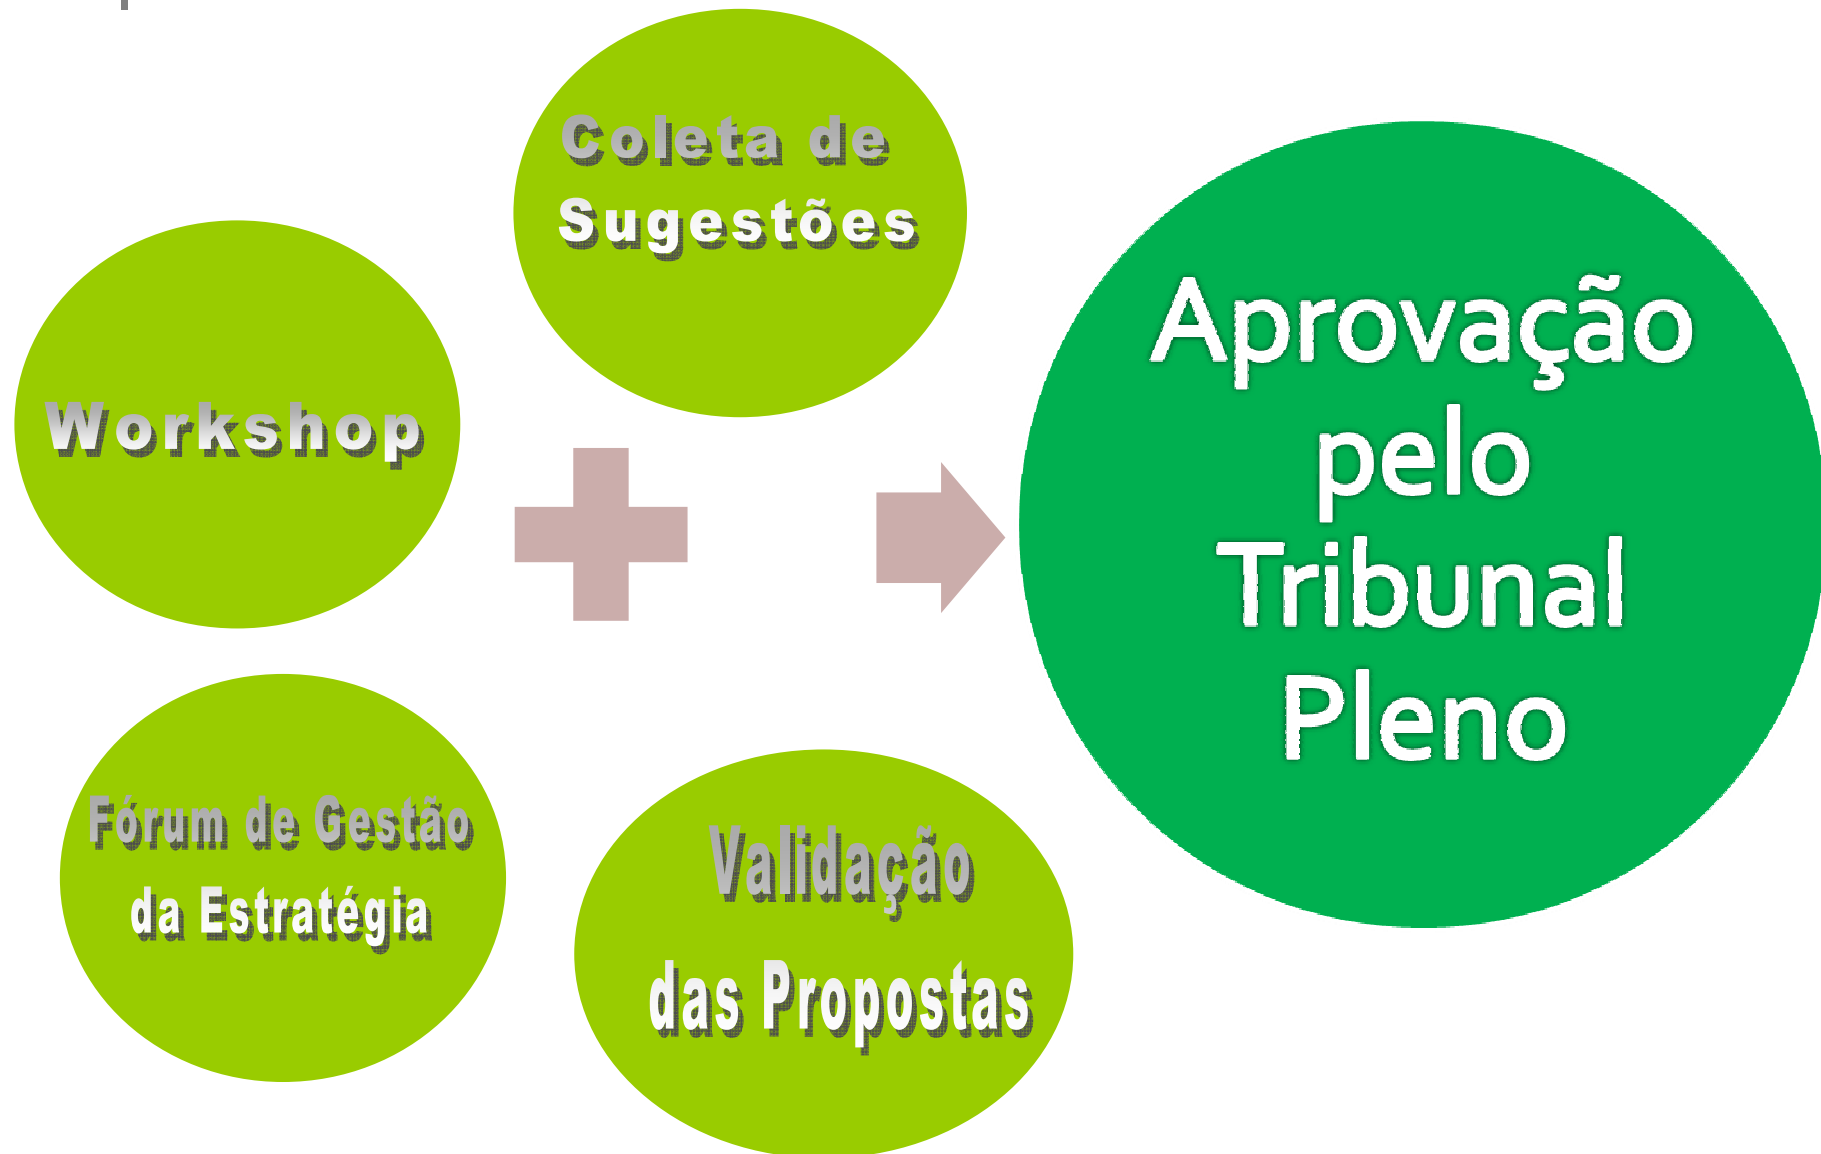 Coleta de
Sugestões
Workshop
Fórum de Gestão
da Estratégia
Validação
das Propostas
Aprovação
pelo
Tribunal
Pleno